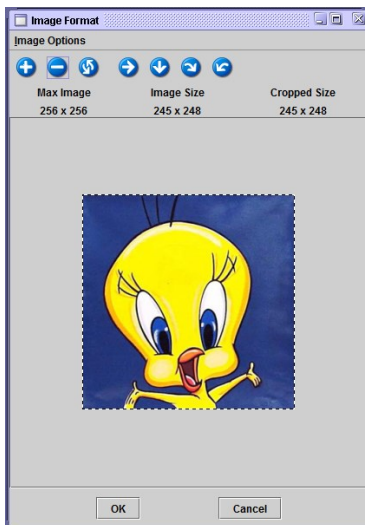 Image Format
Image Options
Max Image Image Size Cropped Size
256 x 256 245 x 248 245 x 248
OK Cancel